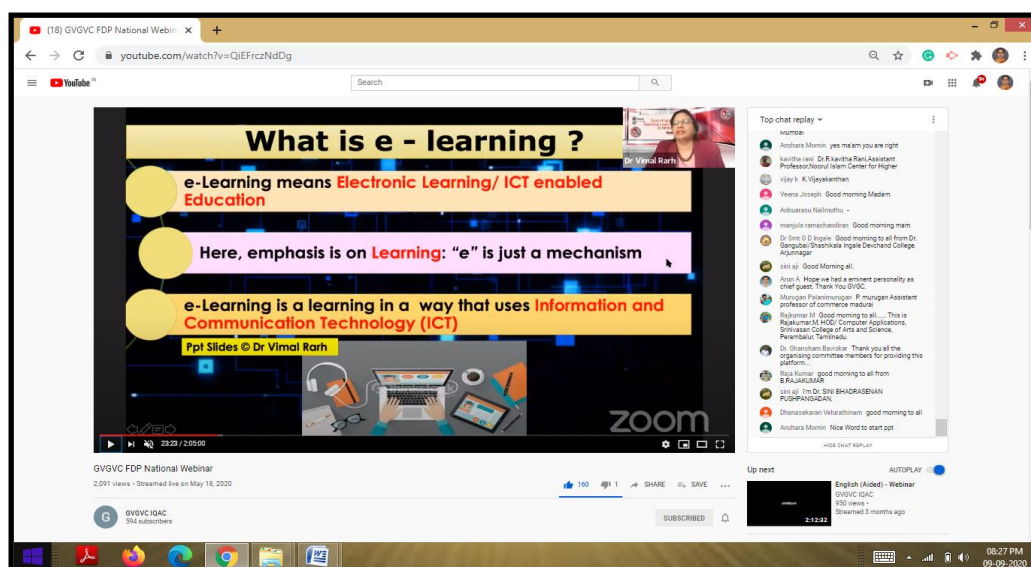 (18) GVGVC FDP National Webin
youtube.com/watch?v=QiEFrczNdDg
YouTube IN
Search
What is e - learning ?
Dr Vimal Rarh
e-Learning means Electronic Learning/ ICT enabled
Education
Here, emphasis is on Learning: “e” is just a mechanism
e-Learning is a learning in a way that uses Information and
Communication Technology (ICT)
Ppt Slides © Dr Vimal Rarh
zoom
23:23 / 2:05:00
GVGVC FDP National Webinar
2,091 views • Streamed live on May 18, 2020
160
1
SHARE
SAVE
G
GVGVC IQAC
594 subscribers
SUBSCRIBED
Top chat replay
Mumbai
Anshara Momin yes ma'am you are right
kavitha rani Dr.R.kavitha Rani,Assistant
Professor,Noorul Islam Center for Higher
vijay k K.Vijayakanthan
Veena Joseph Good morning Madam
Anbuarasu Nallmuthu -
manjula ramachandiran Good morning mam
Dr Smt G D Ingale Good morning to all from Dr.
Gangubai/Shashikala Ingale Devchand College,
Arjunnagar
sini aji Good Morning all.
Arun A Hope we had a eminent personality as
chief guest. Thank You GVGC.
Murugan Palanimurugan P. murugan Assistant
professor of commerce madurai
Rajkumar M Good morning to all...... This is
Rajakumar.M, HOD/ Computer Applications,
Srinivasan College of Arts and Science,
Perambalur, Tamilnadu.
Dr. Ghansham Baviskar Thank you all the
organising committee members for providing this
platform...
Raja Kumar good morning to all from
B.RAJAKUMAR
sini aji I'm Dr. SINI BHADRASENAN
PUSHPANGADAN,
Dhanasekaran Velurathinam good morning to all
Anshara Momin Nice Word to start ppt
HIDE CHAT REPLAY
Up next
AUTOPLAY
English (Aided) - Webinar
GVGVC IQAC
950 views •
Streamed 3 months ago
2:12:32
08:27 PM
09-09-2020